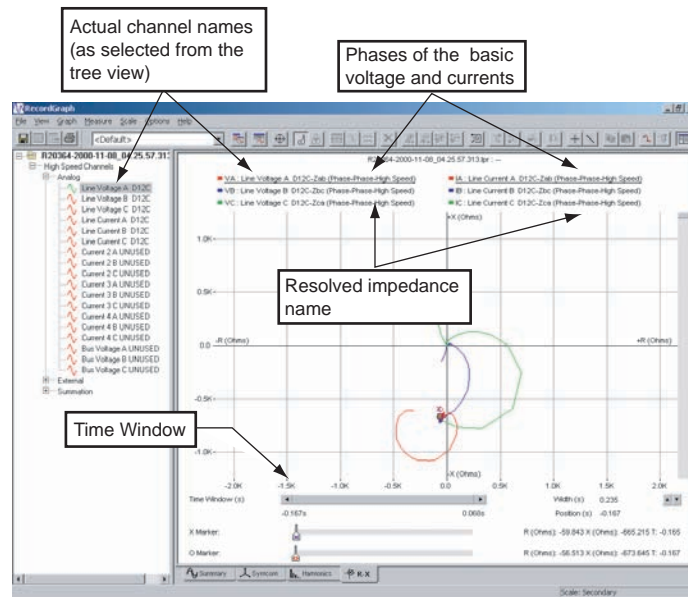 Actual channel names
(as selected from the
tree view)
Phases of the basic
voltage and currents
RecordGraph
File View Graph Measure Scale Options Help
<Default>
R20364-2000-11-08_04.25.57.313
High Speed Channels
Analog
Line Voltage A D12C
Line Voltage B D12C
Line Voltage C D12C
Line Current A D12C
Line Current B D12C
Line Current C D12C
Current 2 A UNUSED
Current 2 B UNUSED
Current 2 C UNUSED
Current 3 A UNUSED
Current 3 B UNUSED
Current 3 C UNUSED
Current 4 A UNUSED
Current 4 B UNUSED
Current 4 C UNUSED
Bus Voltage A UNUSED
Bus Voltage B UNUSED
Bus Voltage C UNUSED
External
Summation
R20364-2000-11-08_04.25.57.313.lpr : --
VA : Line Voltage A D12C-Zab (Phase-Phase-High Speed)
VB : Line Voltage B D12C-Zbc (Phase-Phase-High Speed)
VC : Line Voltage C D12C-Zca (Phase-Phase-High Speed)
IA : Line Current A D12C-Zab (Phase-Phase-High Speed)
IB : Line Current B D12C-Zbc (Phase-Phase-High Speed)
IC : Line Current C D12C-Zca (Phase-Phase-High Speed)
+X (Ohms)
1.0K
Resolved impedance
name
0.5K
0.0
-R (Ohms)
+R (Ohms)
X
-0.5K
Time Window
-1.0K
-X (Ohms)
-2.0K -1.5K -1.0K -0.5K 0.0 0.5K 1.0K 1.5K 2.0K
Time Window (s)
Width (s) 0.235
-0.167s 0.068s
Position (s) -0.167
X Marker:
R (Ohms): -59.843 X (Ohms): -665.215 T: -0.165
O Marker:
R (Ohms): -56.513 X (Ohms): -673.645 T: -0.167
Summary Symcom Harmonics R-X
Scale: Secondary